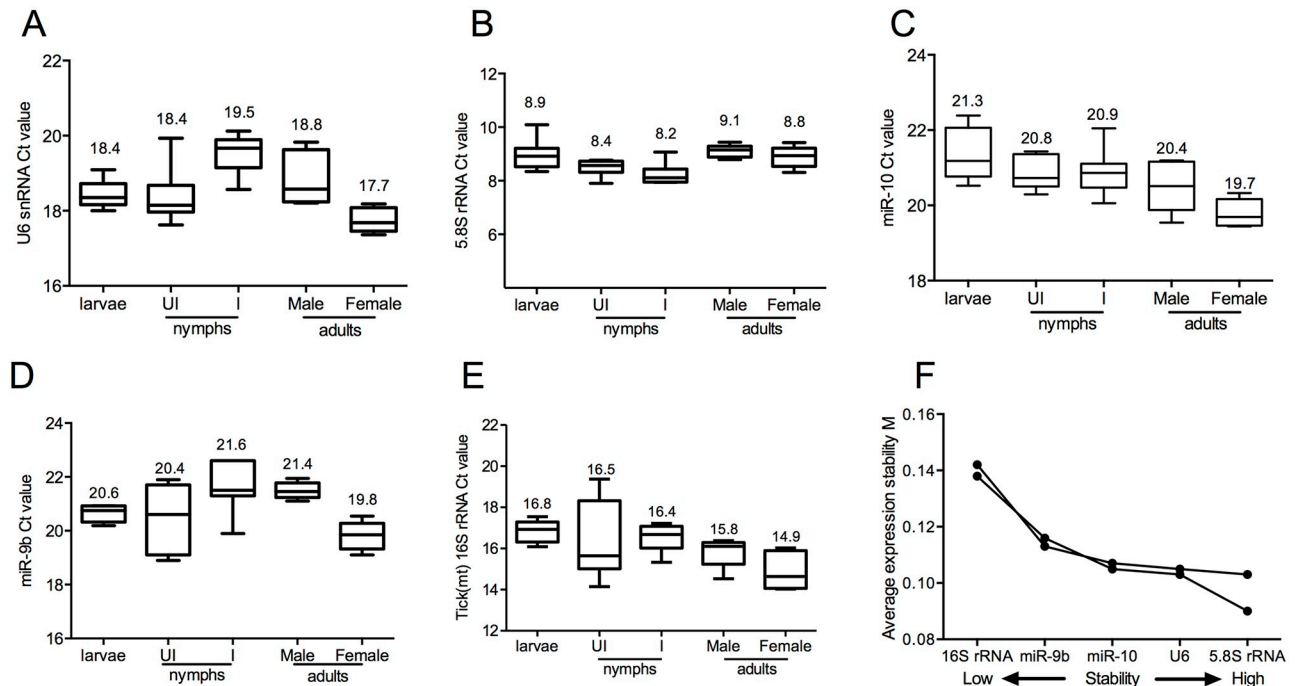 A
U6 snRNA Ct value
22
20
18
16
18.4
18.4
19.5
18.8
17.7
larvae
UI
I
Male
Female
nymphs
adults
B
5.8S rRNA Ct value
12
10
8
6
8.9
8.4
8.2
9.1
8.8
larvae
UI
I
Male
Female
nymphs
adults
C
miR-10 Ct value
24
22
20
18
21.3
20.8
20.9
20.4
19.7
larvae
UI
I
Male
Female
nymphs
adults
D
miR-9b Ct value
24
22
20
18
16
20.6
20.4
21.6
21.4
19.8
larvae
UI
I
Male
Female
nymphs
adults
E
Tick(mt) 16S rRNA Ct value
22
20
18
16
14
12
16.8
16.5
16.4
15.8
14.9
larvae
UI
I
Male
Female
nymphs
adults
F
Average expression stability M
0.16
0.14
0.12
0.10
0.08
16S rRNA
miR-9b
miR-10
U6
5.8S rRNA
Low
Stability
High